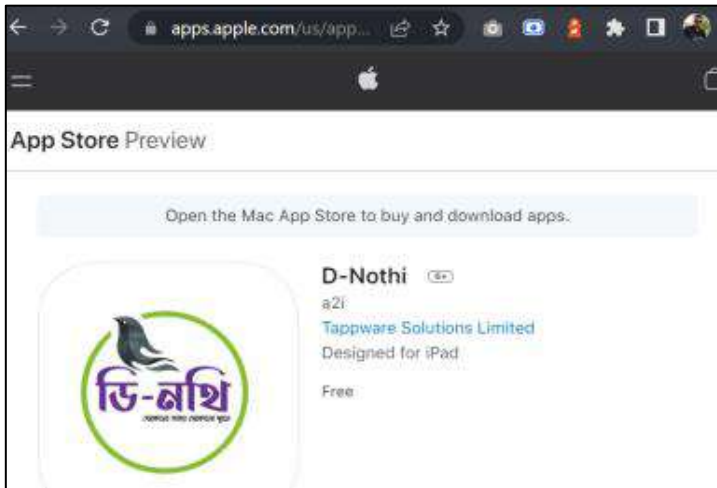 apps.apple.com/us/app...
App Store Preview
Open the Mac App Store to buy and download apps.
D-Nothi
a2i
Tappware Solutions Limited
Designed for iPad
Free
ডি-নথি